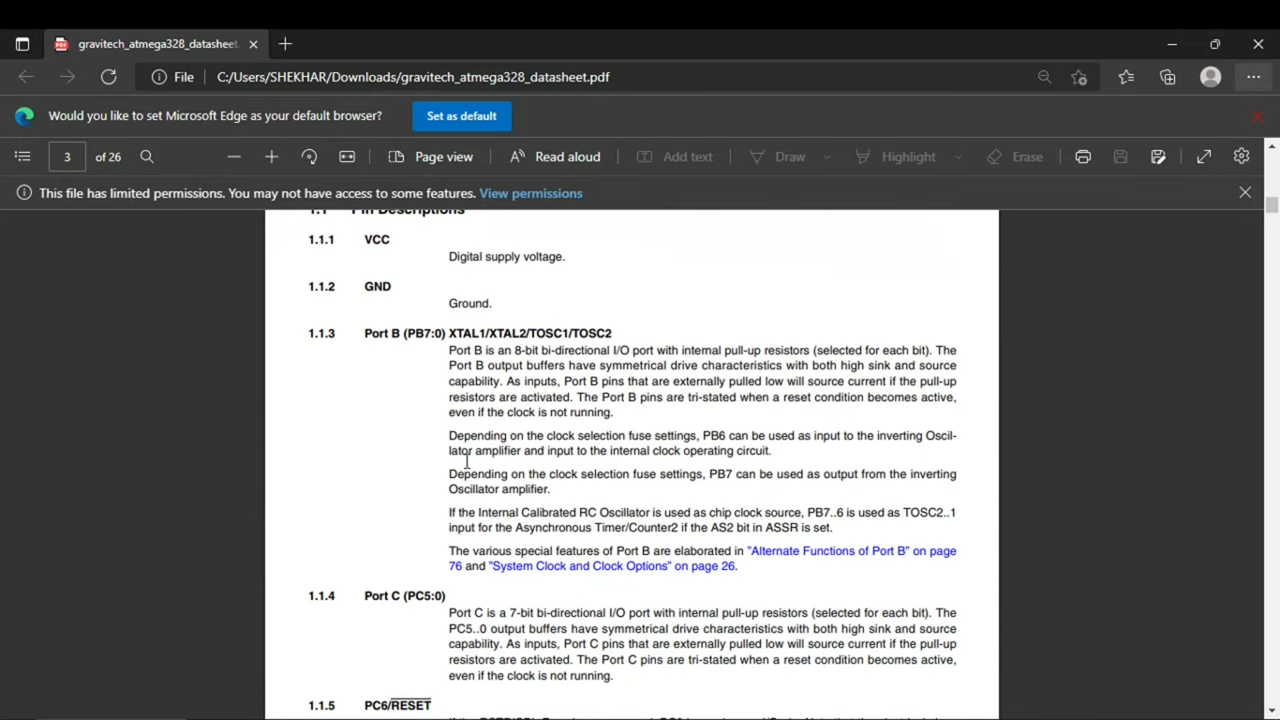 gravitech_atmega328_datasheet.
File C:/Users/SHEKHAR/Downloads/gravitech_atmega328_datasheet.pdf
Would you like to set Microsoft Edge as your default browser? Set as default
3 of 26 Page view Read aloud Add text Draw Highlight Erase
This file has limited permissions. You may not have access to some features. View permissions
1.1 Pin Descriptions
1.1.1 VCC
Digital supply voltage.
1.1.2 GND
Ground.
1.1.3 Port B (PB7:0) XTAL1/XTAL2/TOSC1/TOSC2
Port B is an 8-bit bi-directional I/O port with internal pull-up resistors (selected for each bit). The
Port B output buffers have symmetrical drive characteristics with both high sink and source
capability. As inputs, Port B pins that are externally pulled low will source current if the pull-up
resistors are activated. The Port B pins are tri-stated when a reset condition becomes active,
even if the clock is not running.
Depending on the clock selection fuse settings, PB6 can be used as input to the inverting Oscil-
lator amplifier and input to the internal clock operating circuit.
Depending on the clock selection fuse settings, PB7 can be used as output from the inverting
Oscillator amplifier.
If the Internal Calibrated RC Oscillator is used as chip clock source, PB7..6 is used as TOSC2..1
input for the Asynchronous Timer/Counter2 if the AS2 bit in ASSR is set.
The various special features of Port B are elaborated in "Alternate Functions of Port B" on page
76 and "System Clock and Clock Options" on page 26.
1.1.4 Port C (PC5:0)
Port C is a 7-bit bi-directional I/O port with internal pull-up resistors (selected for each bit). The
PC5..0 output buffers have symmetrical drive characteristics with both high sink and source
capability. As inputs, Port C pins that are externally pulled low will source current if the pull-up
resistors are activated. The Port C pins are tri-stated when a reset condition becomes active,
even if the clock is not running.
1.1.5 PC6/RESET